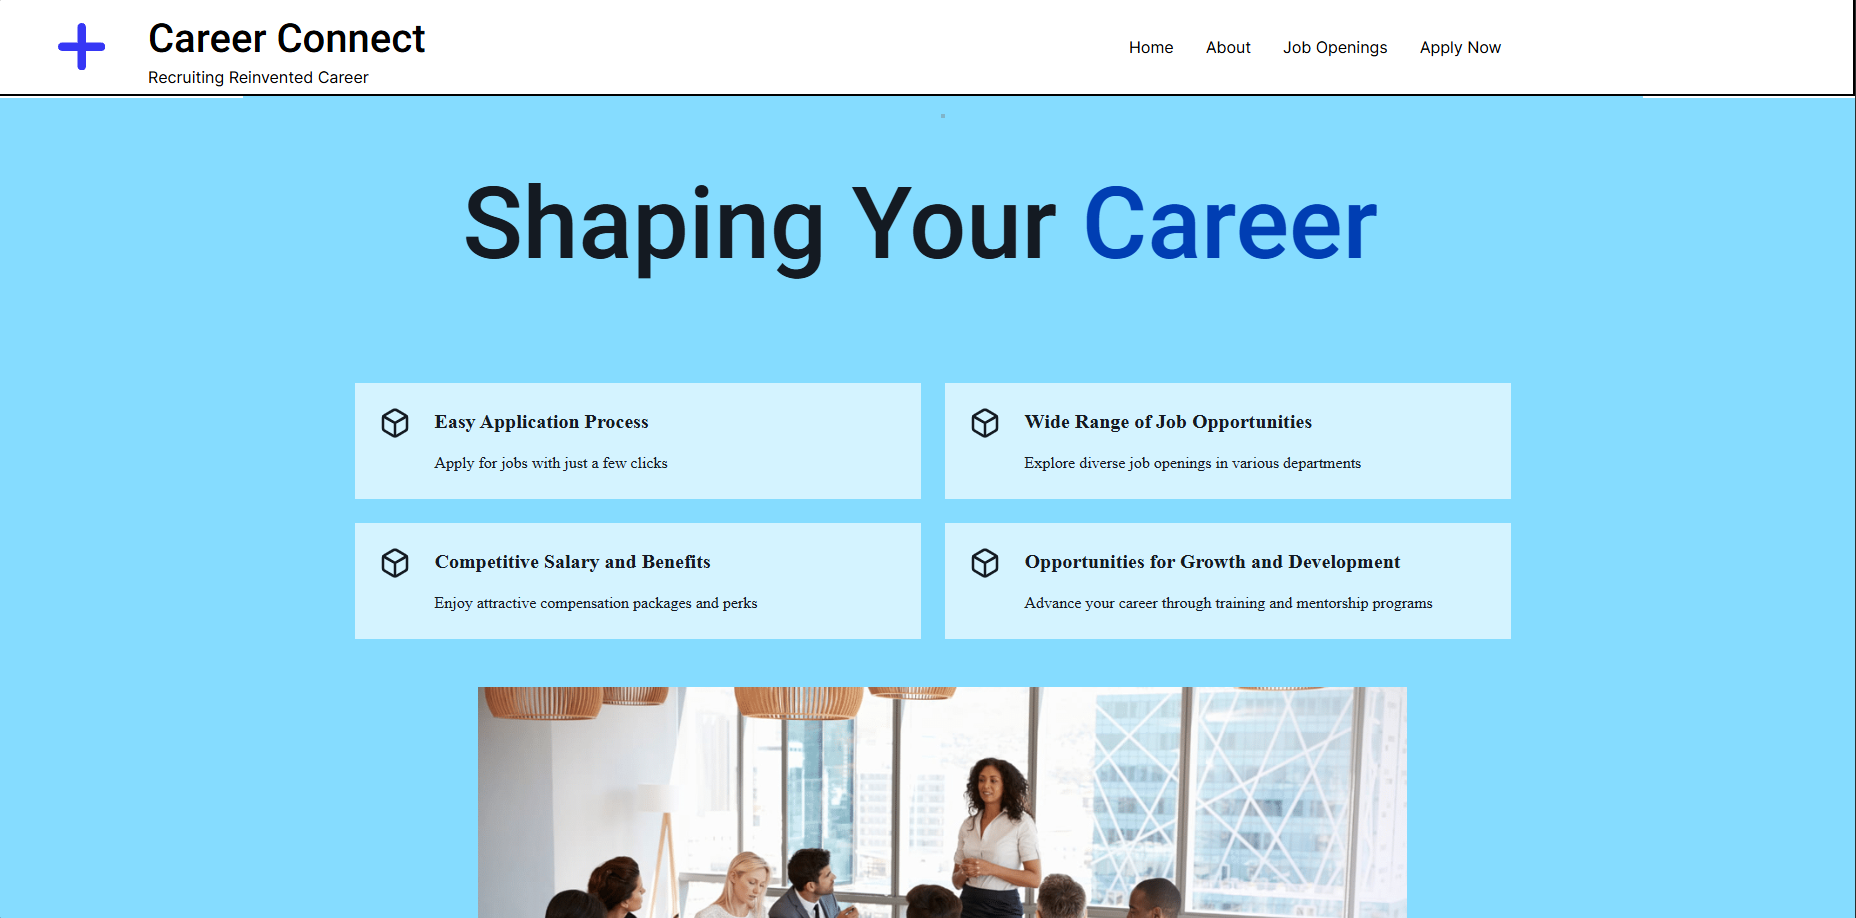 Career Connect
Recruiting Reinvented Career
Home About Job Openings Apply Now
Shaping Your Career
Easy Application Process
Apply for jobs with just a few clicks
Wide Range of Job Opportunities
Explore diverse job openings in various departments
Competitive Salary and Benefits
Enjoy attractive compensation packages and perks
Opportunities for Growth and Development
Advance your career through training and mentorship programs